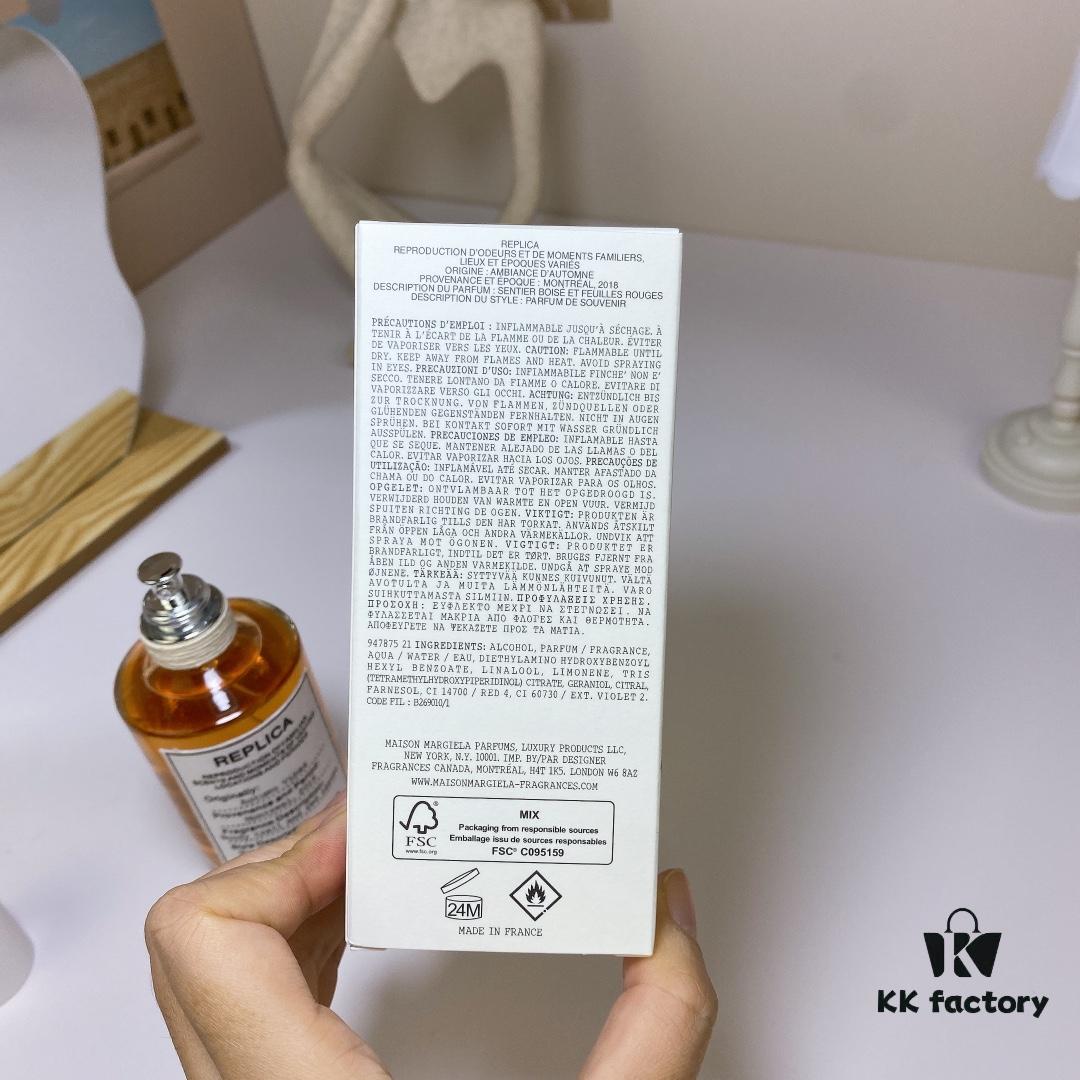 REPLICA
REPRODUCTION D'ODEURS ET DE MOMENTS FAMILIERS,
LIEUX ET ÉPOQUES VARIÉS
ORIGINE : AMBIANCE D'AUTOMNE
PROVENANCE ET ÉPOQUE : MONTRÉAL, 2018
DESCRIPTION DU PARFUM : SENTIER BOISÉ ET FEUILLES ROUGES
DESCRIPTION DU STYLE : PARFUM DE SOUVENIR
PRÉCAUTIONS D'EMPLOI : INFLAMMABLE JUSQU'À SÉCHAGE. À
TENIR À L'ÉCART DE LA FLAMME OU DE LA CHALEUR. ÉVITER
DE VAPORISER VERS LES YEUX. CAUTION: FLAMMABLE UNTIL
DRY. KEEP AWAY FROM FLAMES AND HEAT. AVOID SPRAYING
IN EYES. PRECAUZIONI D'USO: INFIAMMABILE FINCHE' NON E'
SECCO. TENERE LONTANO DA FIAMME O CALORE. EVITARE DI
VAPORIZZARE VERSO GLI OCCHI. ACHTUNG: ENTZÜNDLICH BIS
ZUR TROCKNUNG. VON FLAMMEN, ZÜNDQUELLEN ODER
GLÜHENDEN GEGENSTÄNDEN FERNHALTEN. NICHT IN AUGEN
SPRÜHEN. BEI KONTAKT SOFORT MIT WASSER GRÜNDLICH
AUSSPÜLEN. PRECAUCIONES DE EMPLEO: INFLAMABLE HASTA
QUE SE SEQUE. MANTENER ALEJADO DE LAS LLAMAS O DEL
CALOR. EVITAR VAPORIZAR HACIA LOS OJOS. PRECAUÇÕES DE
UTILIZAÇÃO: INFLAMÁVEL ATÉ SECAR. MANTER AFASTADO DA
CHAMA OU DO CALOR. EVITAR VAPORIZAR PARA OS OLHOS.
OPGELET: ONTVLAMBAAR TOT HET OPGEDROOGD IS.
VERWIJDERD HOUDEN VAN WARMTE EN OPEN VUUR. VERMIJD
SPUITEN RICHTING DE OGEN. VIKTIGT: PRODUKTEN ÄR
BRANDFARLIG TILLS DEN HAR TORKAT. ANVÄNDS ÅTSKILT
FRÅN ÖPPEN LÅGA OCH ANDRA VÄRMEKÄLLOR. UNDVIK ATT
SPRAYA MOT ÖGONEN. VIGTIGT: PRODUKTET ER
BRANDFARLIGT, INDTIL DET ER TØRT. BRUGES FJERNT FRA
ÅBEN ILD OG ANDEN VARMEKILDE. UNDGÅ AT SPRAYE MOD
ØJNENE. TÄRKEÄÄ: SYTTYVÄÄ KUNNES KUIVUNUT. VÄLTÄ
AVOTULTA JA MUITA LÄMMÖNLÄHTEITÄ. VARO
SUIHKUTTAMASTA SILMIIN. ΠΡΟΦΥΛΑΞΕΙΣ ΧΡΗΣΗΣ.
ΠΡΟΣΟΧΗ: ΕΥΦΛΕΚΤΟ ΜΕΧΡΙ ΝΑ ΣΤΕΓΝΩΣΕΙ. ΝΑ
ΦΥΛΑΣΣΕΤΑΙ ΜΑΚΡΙΑ ΑΠΟ ΦΛΟΓΕΣ ΚΑΙ ΘΕΡΜΟΤΗΤΑ.
ΑΠΟΦΕΥΓΕΤΕ ΝΑ ΨΕΚΑΖΕΤΕ ΠΡΟΣ ΤΑ ΜΑΤΙΑ.
947875 21 INGREDIENTS: ALCOHOL, PARFUM / FRAGRANCE,
AQUA / WATER / EAU, DIETHYLAMINO HYDROXYBENZOYL
HEXYL BENZOATE, LINALOOL, LIMONENE, TRIS
(TETRAMETHYLHYDROXYPIPERIDINOL) CITRATE, GERANIOL, CITRAL,
FARNESOL, CI 14700 / RED 4, CI 60730 / EXT. VIOLET 2.
CODE FIL : B269010/1
MAISON MARGIELA PARFUMS, LUXURY PRODUCTS LLC,
NEW YORK, N.Y. 10001. IMP. BY/PAR DESIGNER
FRAGRANCES CANADA, MONTRÉAL, H4T 1K5. LONDON W6 8AZ
WWW.MAISONMARGIELA-FRAGRANCES.COM
FSC
www.fsc.org
MIX
Packaging from responsible sources
Emballage issu de sources responsables
FSC® C095159
24M
MADE IN FRANCE
REPLICA
Originally:
K
KK factory